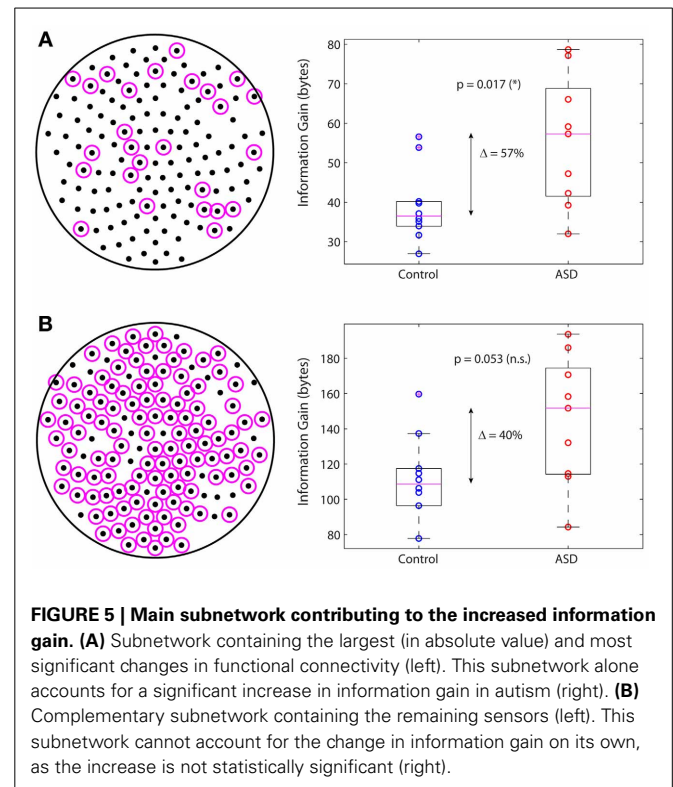 A
Information Gain (bytes)
80
70
60
50
40
30
p = 0.017 (*)
Δ = 57%
Control
ASD
B
Information Gain (bytes)
180
160
140
120
100
80
p = 0.053 (n.s.)
Δ = 40%
Control
ASD
FIGURE 5 | Main subnetwork contributing to the increased information
gain. (A) Subnetwork containing the largest (in absolute value) and most
significant changes in functional connectivity (left). This subnetwork alone
accounts for a significant increase in information gain in autism (right). (B)
Complementary subnetwork containing the remaining sensors (left). This
subnetwork cannot account for the change in information gain on its own,
as the increase is not statistically significant (right).